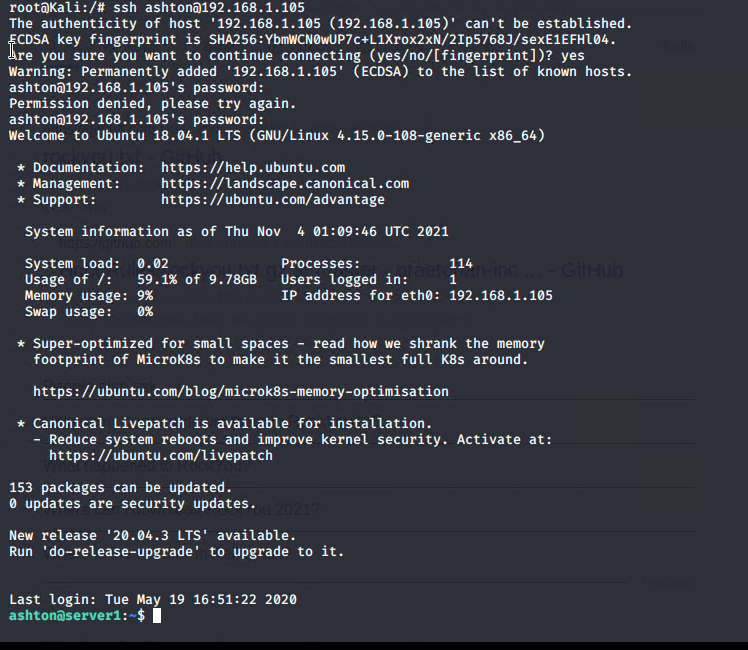 root@Kali:/# ssh ashton@192.168.1.105
The authenticity of host '192.168.1.105 (192.168.1.105)' can't be established.
ECDSA key fingerprint is SHA256:YbmWCN0wUP7c+L1Xrox2xN/2Ip5768J/sexE1EFHl04.
Are you sure you want to continue connecting (yes/no/[fingerprint])? yes
Warning: Permanently added '192.168.1.105' (ECDSA) to the list of known hosts.
ashton@192.168.1.105's password:
Permission denied, please try again.
ashton@192.168.1.105's password:
Welcome to Ubuntu 18.04.1 LTS (GNU/Linux 4.15.0-108-generic x86_64)
* Documentation:  https://help.ubuntu.com
* Management:     https://landscape.canonical.com
* Support:        https://ubuntu.com/advantage
System information as of Thu Nov  4 01:09:46 UTC 2021
System load:  0.02              Processes:           114
Usage of /:   59.1% of 9.78GB   Users logged in:     1
Memory usage: 9%                IP address for eth0: 192.168.1.105
Swap usage:   0%
* Super-optimized for small spaces - read how we shrank the memory
footprint of MicroK8s to make it the smallest full K8s around.
https://ubuntu.com/blog/microk8s-memory-optimisation
* Canonical Livepatch is available for installation.
- Reduce system reboots and improve kernel security. Activate at:
https://ubuntu.com/livepatch
153 packages can be updated.
0 updates are security updates.
New release '20.04.3 LTS' available.
Run 'do-release-upgrade' to upgrade to it.
Last login: Tue May 19 16:51:22 2020
ashton@server1:~$